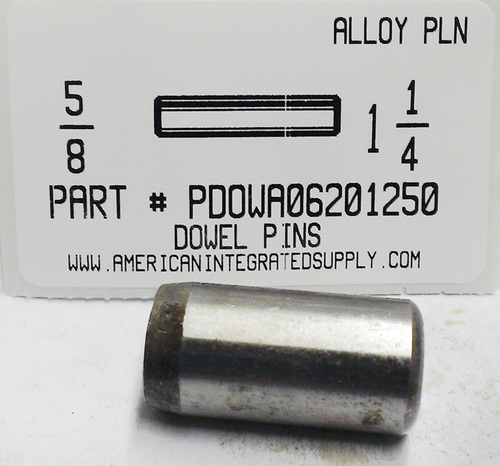 ALLOY PLN
5/8 1 1/4
PART # PDOWA06201250
DOWEL PINS
WWW.AMERICANINTEGRATEDSUPPLY.COM